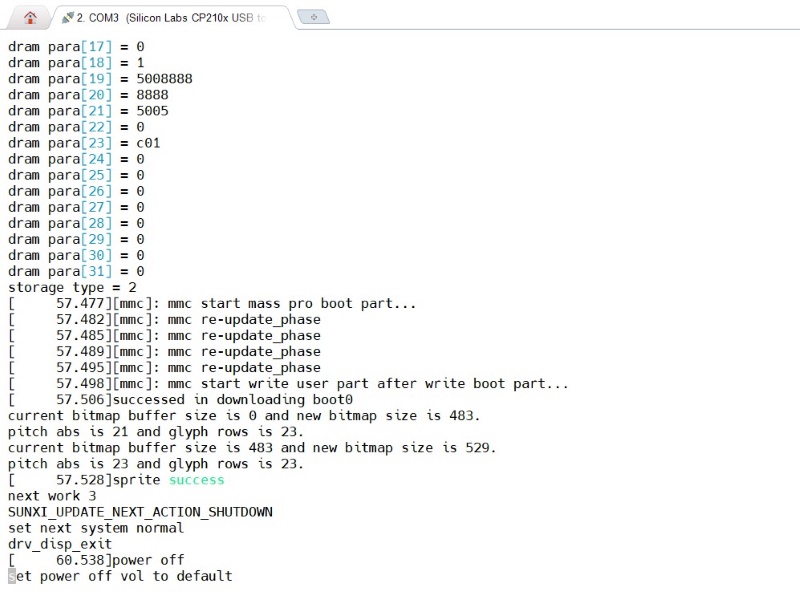 2. COM3 (Silicon Labs CP210x USB to
dram para[17] = 0
dram para[18] = 1
dram para[19] = 5008888
dram para[20] = 8888
dram para[21] = 5005
dram para[22] = 0
dram para[23] = c01
dram para[24] = 0
dram para[25] = 0
dram para[26] = 0
dram para[27] = 0
dram para[28] = 0
dram para[29] = 0
dram para[30] = 0
dram para[31] = 0
storage type = 2
[     57.477][mmc]: mmc start mass pro boot part...
[     57.482][mmc]: mmc re-update_phase
[     57.485][mmc]: mmc re-update_phase
[     57.489][mmc]: mmc re-update_phase
[     57.495][mmc]: mmc re-update_phase
[     57.498][mmc]: mmc start write user part after write boot part...
[     57.506]successed in downloading boot0
current bitmap buffer size is 0 and new bitmap size is 483.
pitch abs is 21 and glyph rows is 23.
current bitmap buffer size is 483 and new bitmap size is 529.
pitch abs is 23 and glyph rows is 23.
[     57.528]sprite success
next work 3
SUNXI_UPDATE_NEXT_ACTION_SHUTDOWN
set next system normal
drv_disp_exit
[     60.538]power off
set power off vol to default